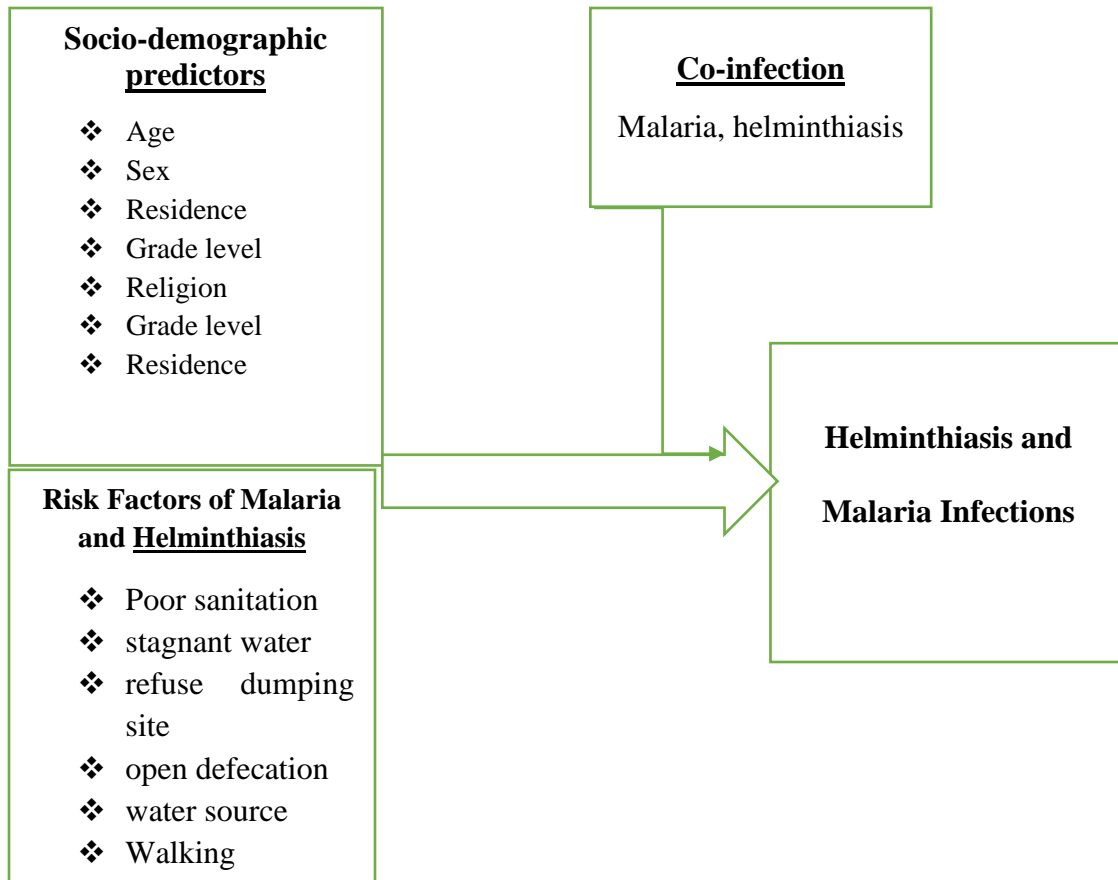 Socio-demographic
predictors
❖ Age
❖ Sex
❖ Residence
❖ Grade level
❖ Religion
❖ Grade level
❖ Residence
Risk Factors of Malaria
and Helminthiasis
❖ Poor sanitation
❖ stagnant water
❖ refuse dumping
site
❖ open defecation
❖ water source
❖ Walking
Co-infection
Malaria, helminthiasis
Helminthiasis and
Malaria Infections